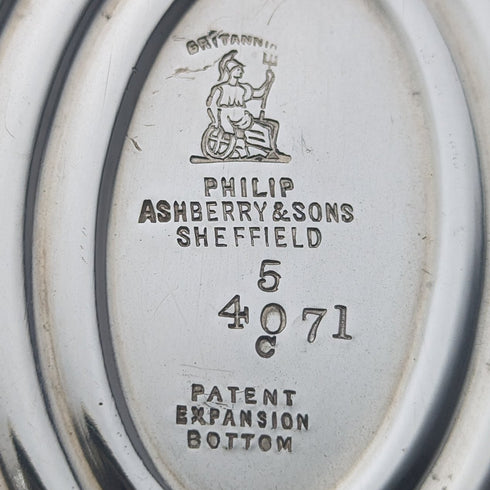 BRITANNIA
PHILIP
ASHBERRY & SONS
SHEFFIELD
5
4071
C
PATENT
EXPANSION
BOTTOM